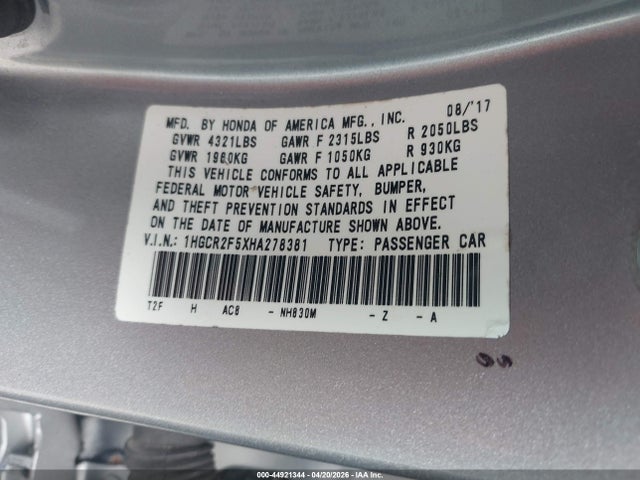 MFD. BY HONDA OF AMERICA MFG., INC. 08/'17
GVWR 4321LBS GAWR F 2315LBS R 2050LBS
GVWR 1960KG GAWR F 1050KG R 930KG
THIS VEHICLE CONFORMS TO ALL APPLICABLE
FEDERAL MOTOR VEHICLE SAFETY, BUMPER,
AND THEFT PREVENTION STANDARDS IN EFFECT
ON THE DATE OF MANUFACTURE SHOWN ABOVE.
V.I.N.: 1HGCR2F5XHA278381 TYPE: PASSENGER CAR
T2F H AC8 - NH830M - Z - A
000-44921344 - 04/20/2026 - IAA Inc.